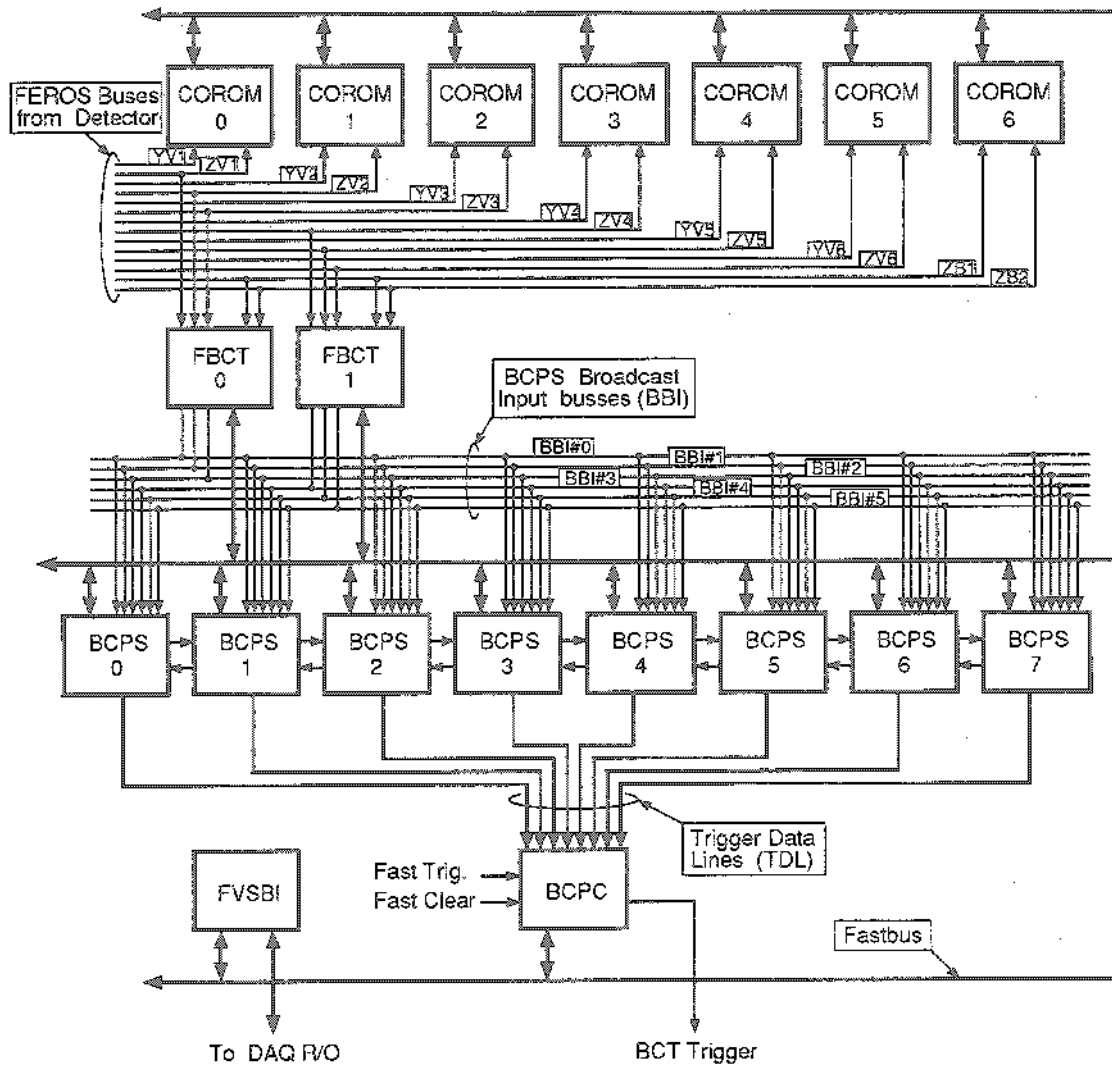 COROM
0
COROM
1
COROM
2
COROM
3
COROM
4
COROM
5
COROM
6
FEROS Buses
from Detector
YV1
ZV1
YV2
ZV2
YV3
ZV3
YV4
ZV4
YV5
ZV5
YV6
ZV6
ZB1
ZB2
FBCT
0
FBCT
1
BCPS Broadcast
Input busses (BBI)
BBI#0
BBI#1
BBI#2
BBI#3
BBI#4
BBI#5
BCPS
0
BCPS
1
BCPS
2
BCPS
3
BCPS
4
BCPS
5
BCPS
6
BCPS
7
Trigger Data
Lines (TDL)
Fast Trig.
Fast Clear
BCPC
FVSBI
Fastbus
To DAQ R/O
BCT Trigger